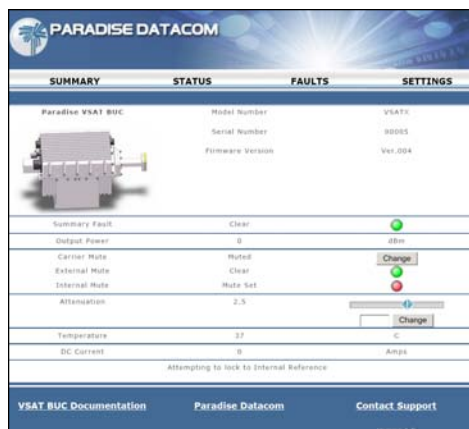 PARADISE DATACOM
SUMMARY STATUS FAULTS SETTINGS
Paradise VSAT BUC Model Number VSATX
Serial Number
Firmware Version Ver.004
Summary Fault Clear
Output Power 0 dBm
Carrier Mute Muted Change
External Mute Clear
Internal Mute Mute Set
Attenuation 2.5
Change
Temperature 37 C
DC Current 0 Amps
Attempting to lock to Internal Reference
VSAT BUC Documentation Paradise Datacom Contact Support